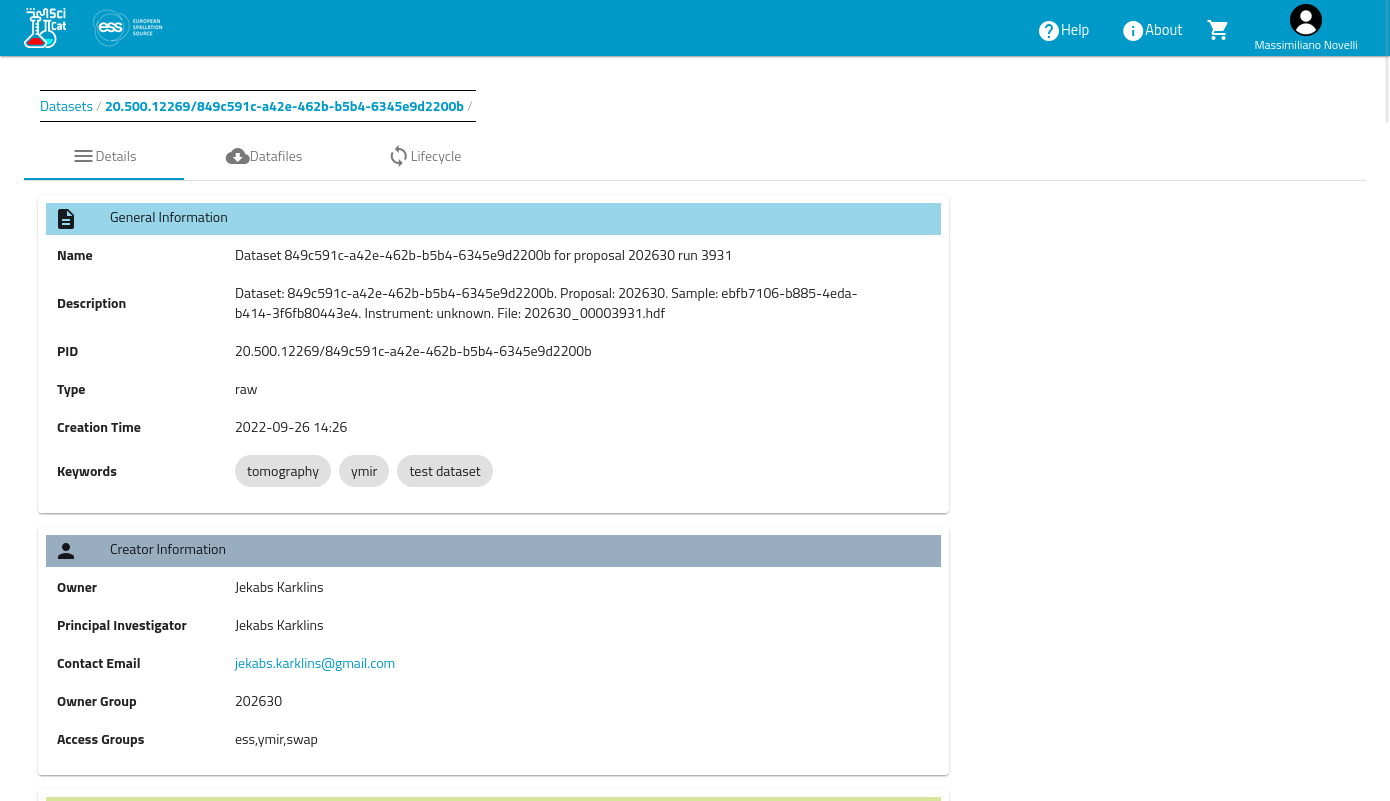 Sci
Cat
ess
EUROPEAN
SPALLATION
SOURCE
Help
About
Massimiliano Novelli
Datasets / 20.500.12269/849c591c-a42e-462b-b5b4-6345e9d2200b /
Details
Datafiles
Lifecycle
General Information
Name
Dataset 849c591c-a42e-462b-b5b4-6345e9d2200b for proposal 202630 run 3931
Description
Dataset: 849c591c-a42e-462b-b5b4-6345e9d2200b. Proposal: 202630. Sample: ebfb7106-b885-4eda-
b414-3f6fb80443e4. Instrument: unknown. File: 202630_00003931.hdf
PID
20.500.12269/849c591c-a42e-462b-b5b4-6345e9d2200b
Type
raw
Creation Time
2022-09-26 14:26
Keywords
tomography
ymir
test dataset
Creator Information
Owner
Jekabs Karklins
Principal Investigator
Jekabs Karklins
Contact Email
jekabs.karklins@gmail.com
Owner Group
202630
Access Groups
ess,ymir,swap